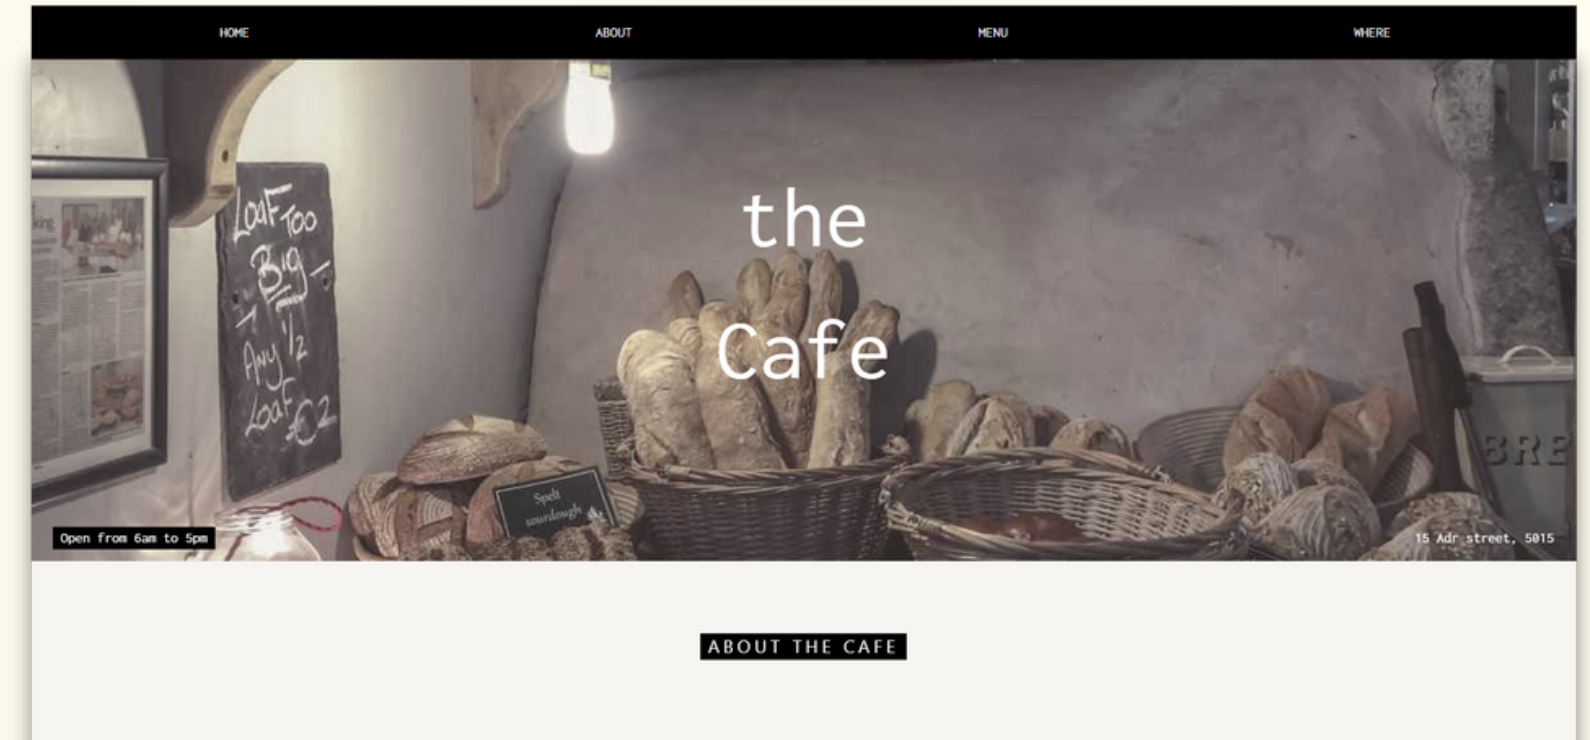 HOME ABOUT MENU WHERE
Loaf Too
Big
Any 1/2
Loaf €2
the
Cafe
Spelt
sourdough
BRE
Open from 6am to 5pm
15 Adr street, 5015
ABOUT THE CAFE